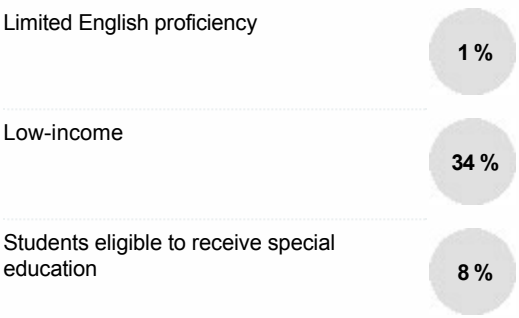 Limited English proficiency
1 %
Low-income
34 %
Students eligible to receive special
education
8 %